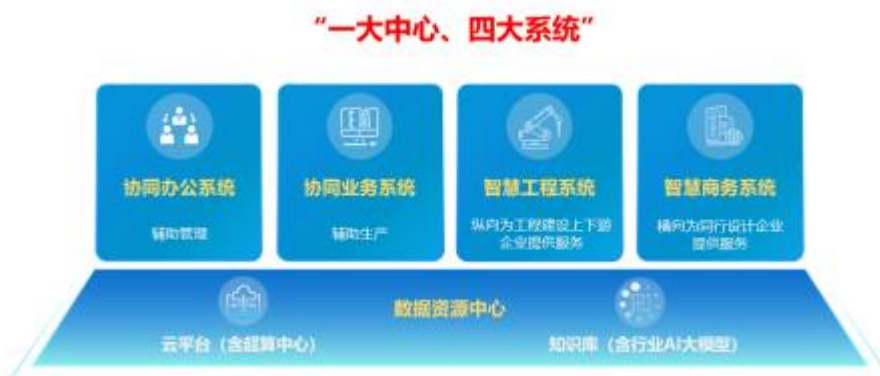 “一大中心、四大系统”
协同办公系统
辅助管理
协同业务系统
辅助生产
智慧工程系统
纵向为工程建设上下游
企业提供服务
智慧商务系统
横向为同行设计企业
提供服务
数据资源中心
云平台（含超算中心）
知识库（含行业AI大模型）